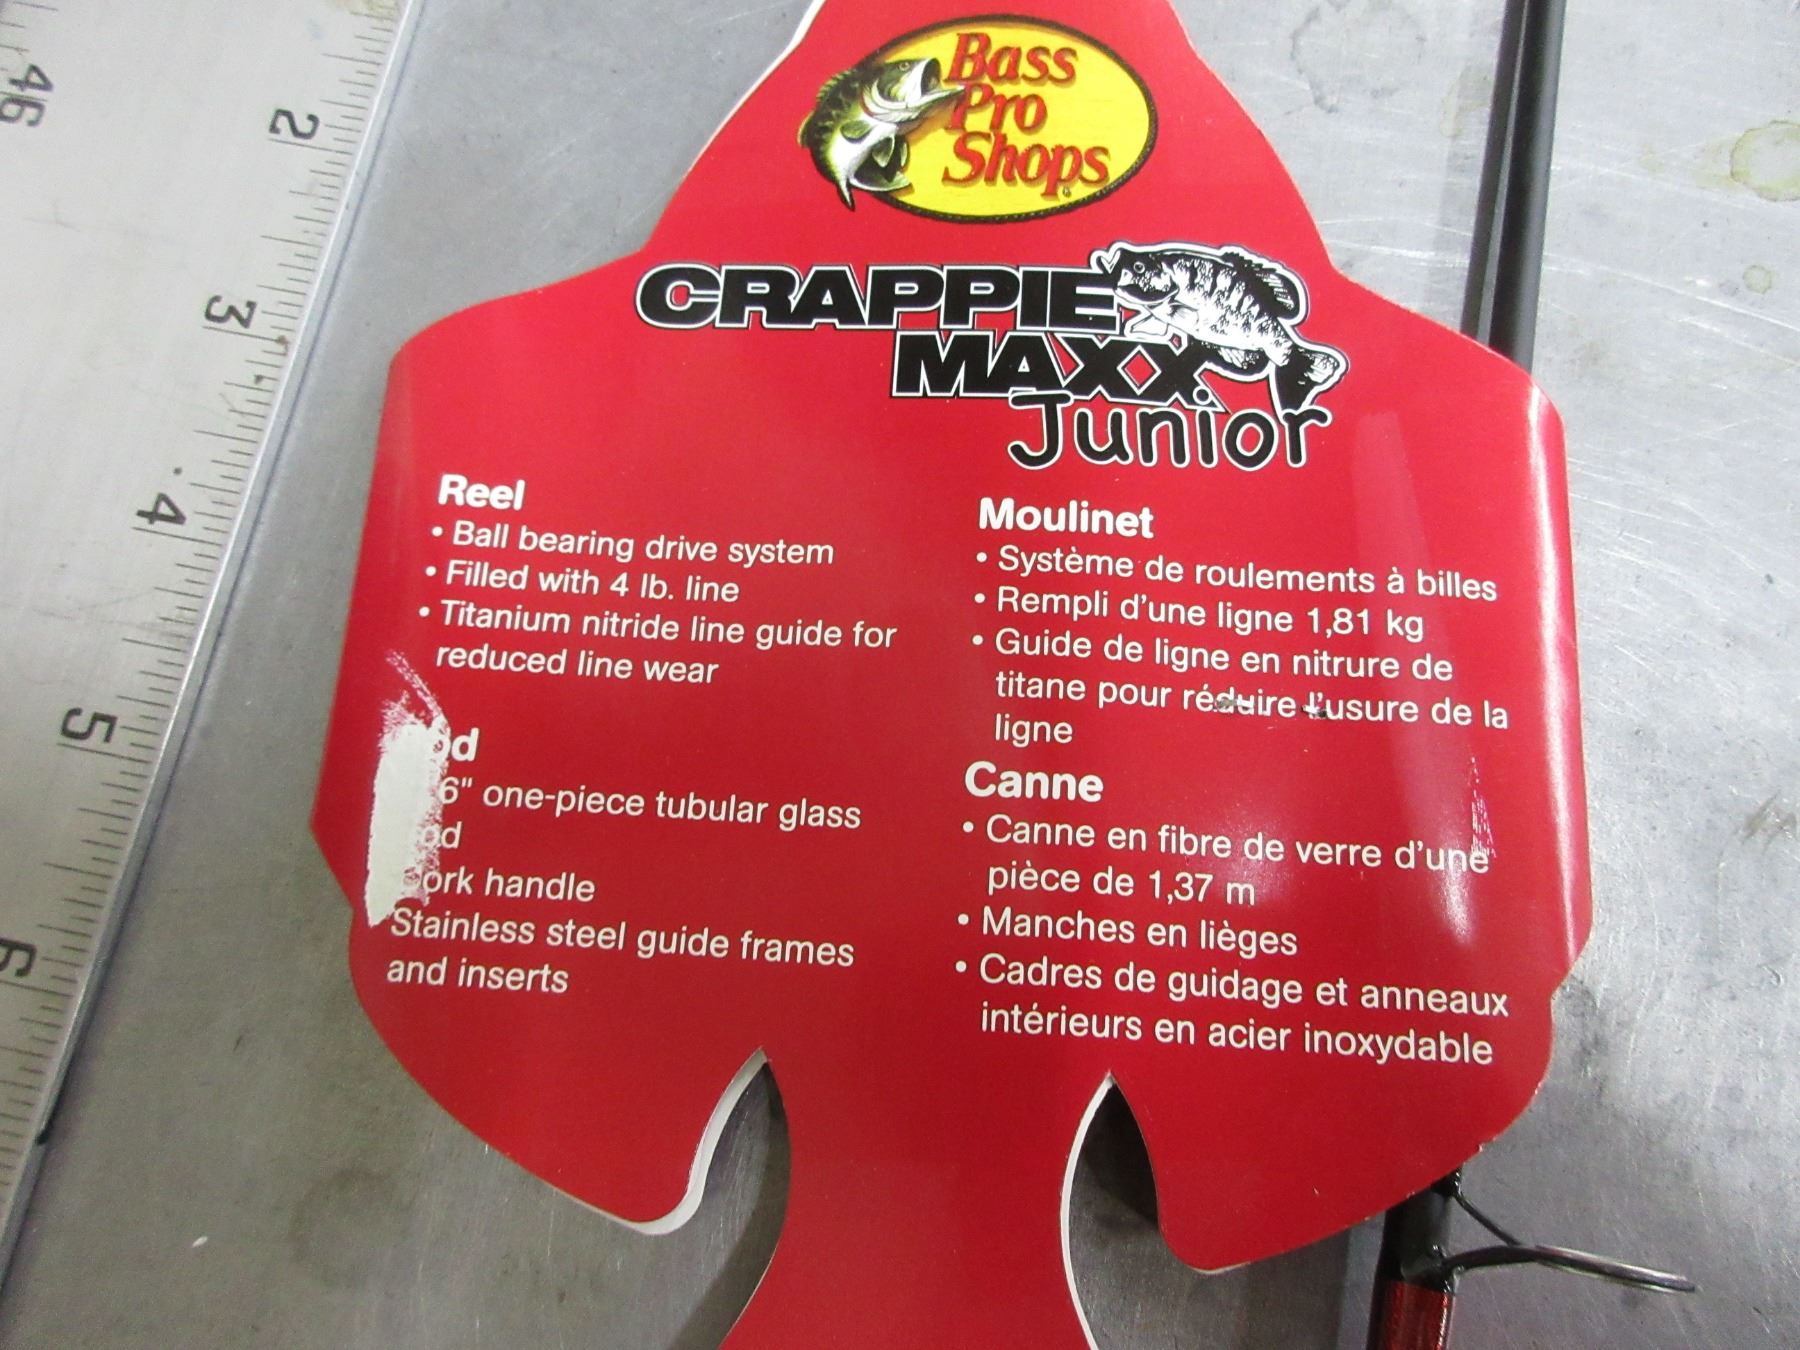 Bass
Pro
Shops
CRAPPIE
MAXX
Junior
Reel
• Ball bearing drive system
• Filled with 4 lb. line
• Titanium nitride line guide for
reduced line wear
6" one-piece tubular glass
handle
Stainless steel guide frames
and inserts
Moulinet
• Système de roulements à billes
• Rempli d'une ligne 1,81 kg
• Guide de ligne en nitrure de
titane pour réduire l'usure de la
ligne
Canne
• Canne en fibre de verre d'une
pièce de 1,37 m
• Manches en lièges
• Cadres de guidage et anneaux
intérieurs en acier inoxydable
46
2
3
4
5
6